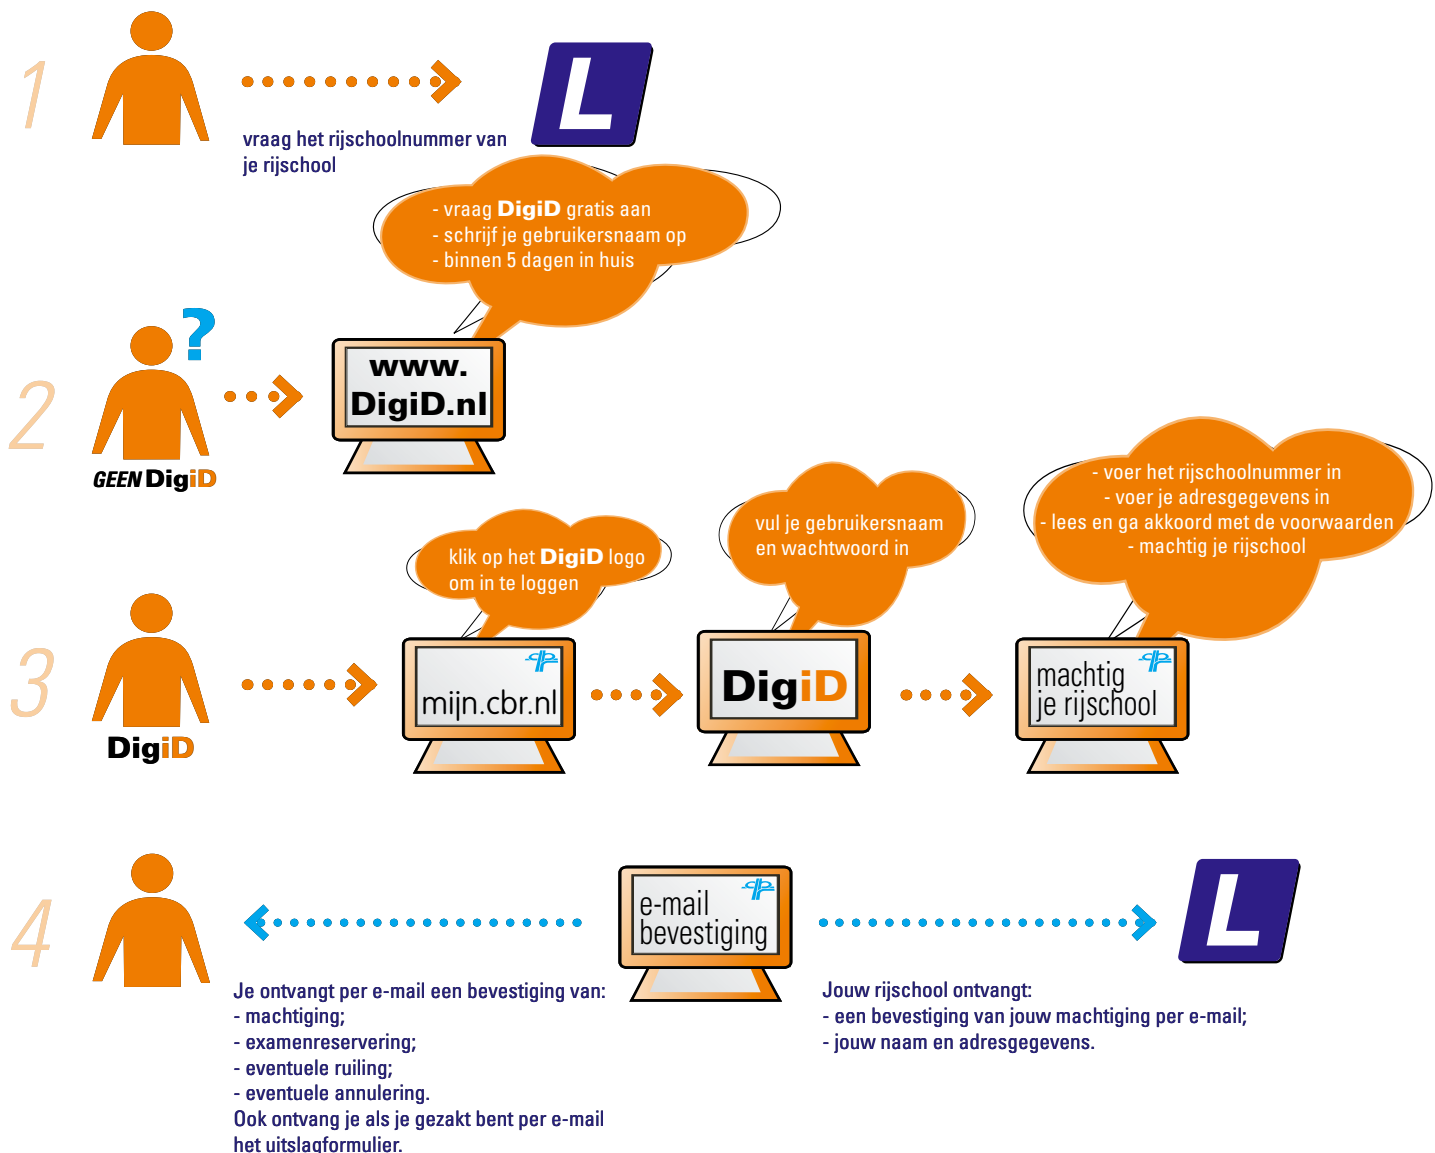 1
L
vraag het rijschoolnummer van
je rijschool
- vraag DigiD gratis aan
- schrijf je gebruikersnaam op
- binnen 5 dagen in huis
2
?
GEEN DigiD
www.
DigiD.nl
3
DigiD
klik op het DigiD logo
om in te loggen
mijn.cbr.nl
vul je gebruikersnaam
en wachtwoord in
DigiD
- voer het rijschoolnummer in
- voer je adresgegevens in
- lees en ga akkoord met de voorwaarden
- machtig je rijschool
machtig
je rijschool
4
e-mail
bevestiging
L
Je ontvangt per e-mail een bevestiging van:
- machtiging;
- examenreservering;
- eventuele ruiling;
- eventuele annulering.
Ook ontvang je als je gezakt bent per e-mail
het uitslagformulier.
Jouw rijschool ontvangt:
- een bevestiging van jouw machtiging per e-mail;
- jouw naam en adresgegevens.